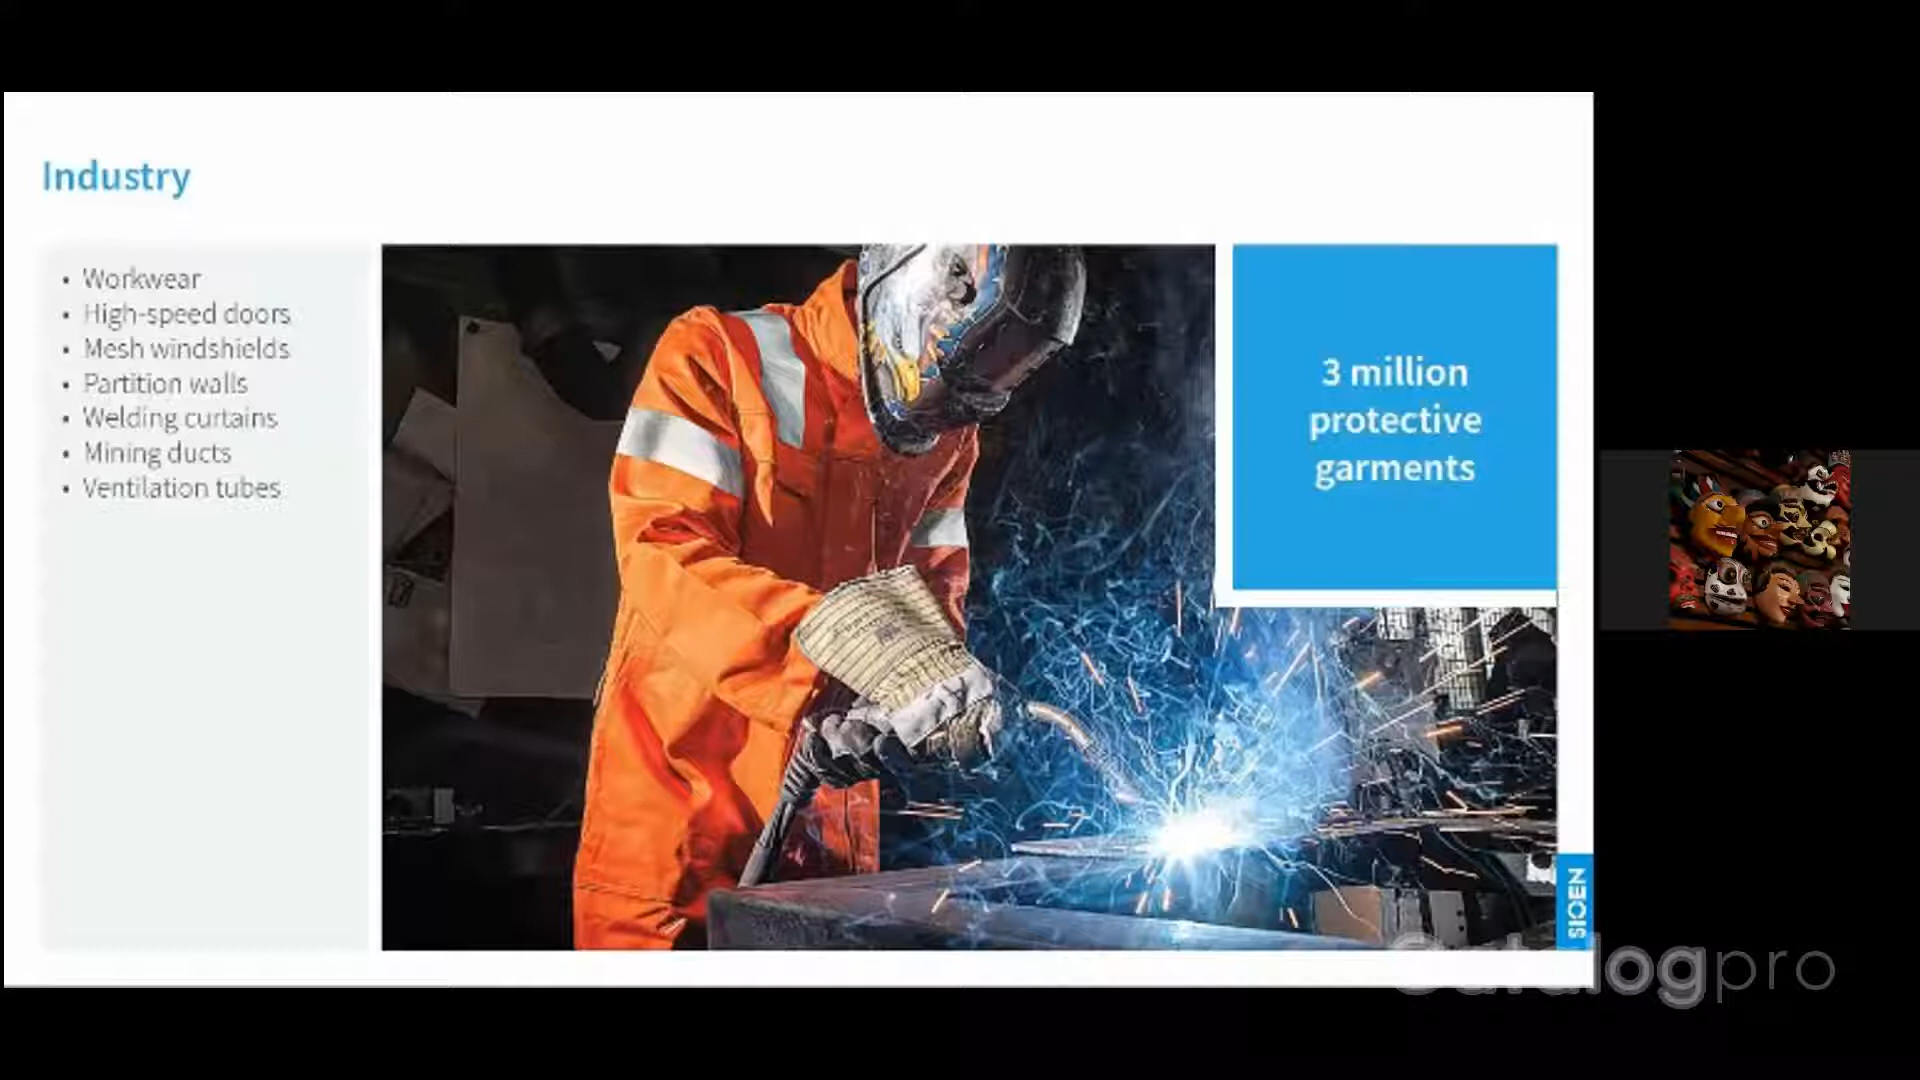 Industry
• Workwear
• High-speed doors
• Mesh windshields
• Partition walls
• Welding curtains
• Mining ducts
• Ventilation tubes
3 million
protective
garments
SIOEN
Catalogpro